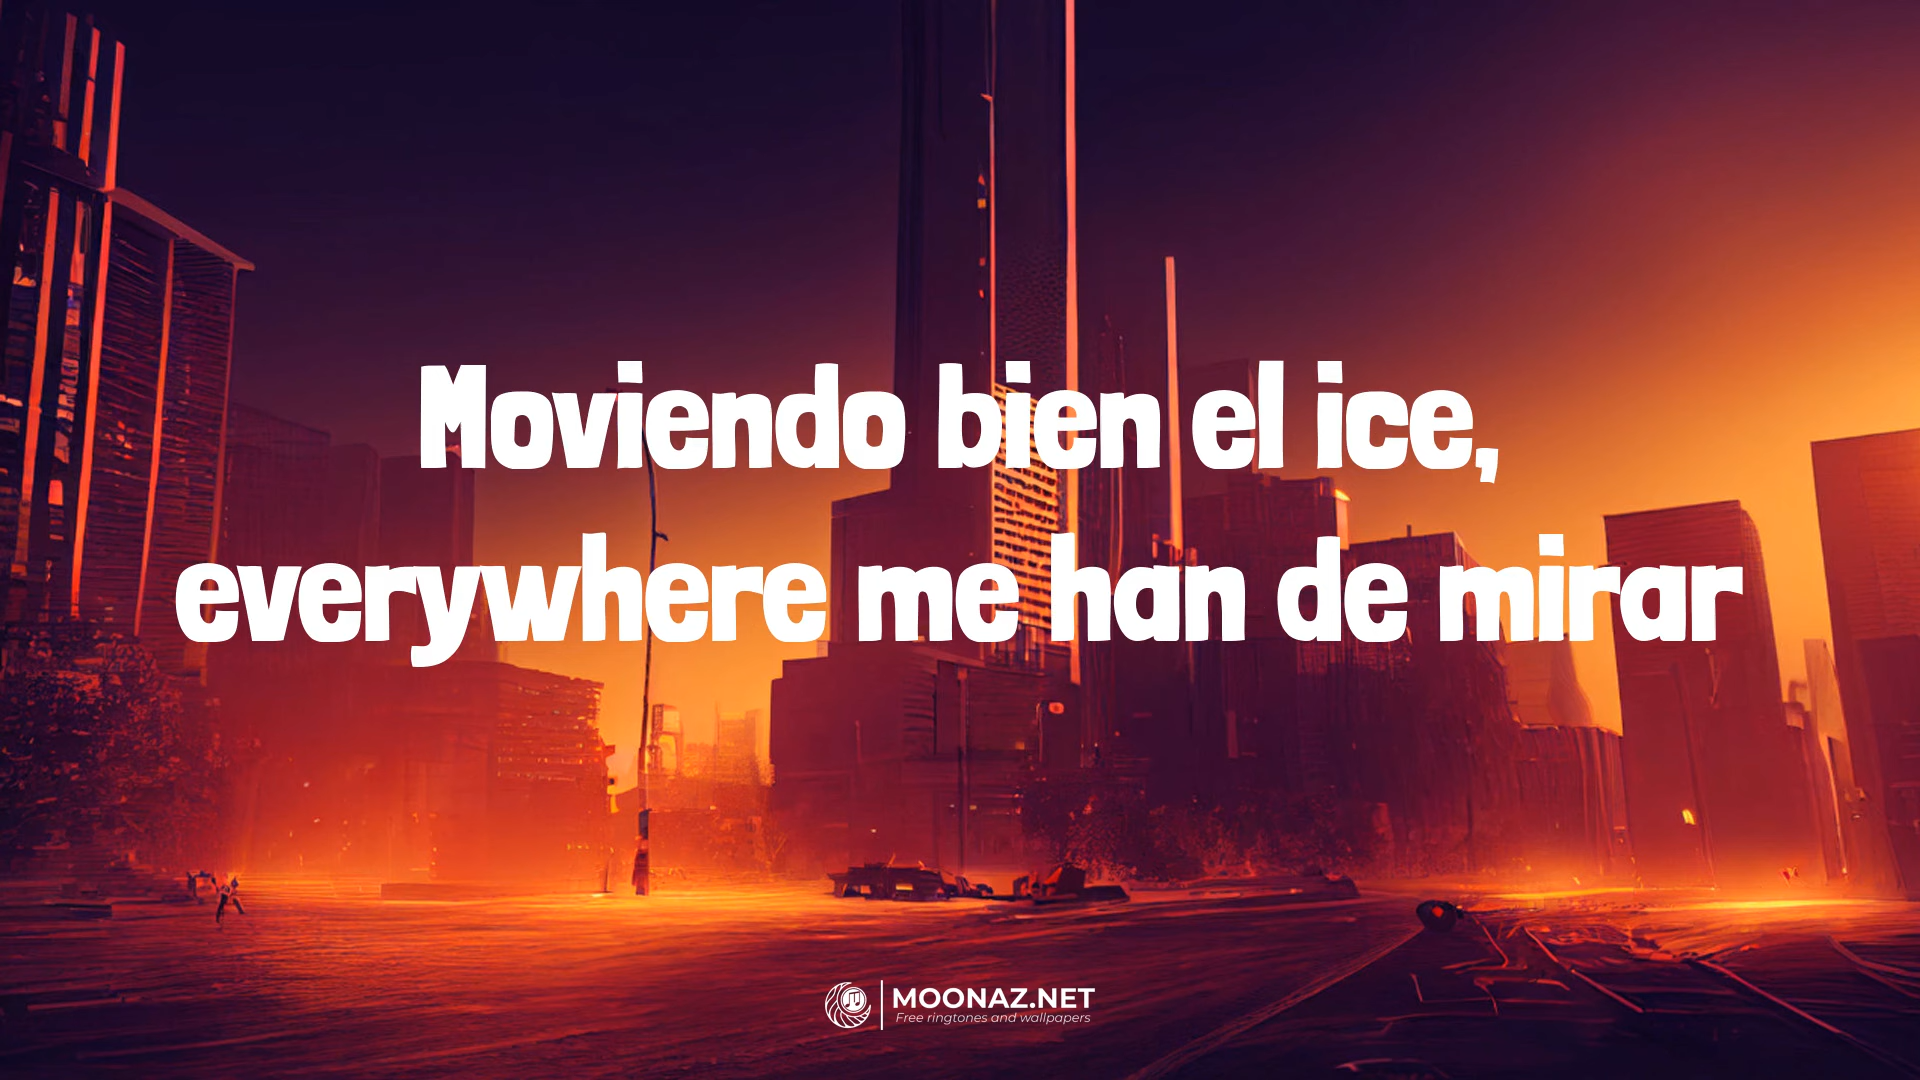 Moviendo bien el ice,
everywhere me han de mirar
MOONAZ.NET
Free ringtones and wallpapers